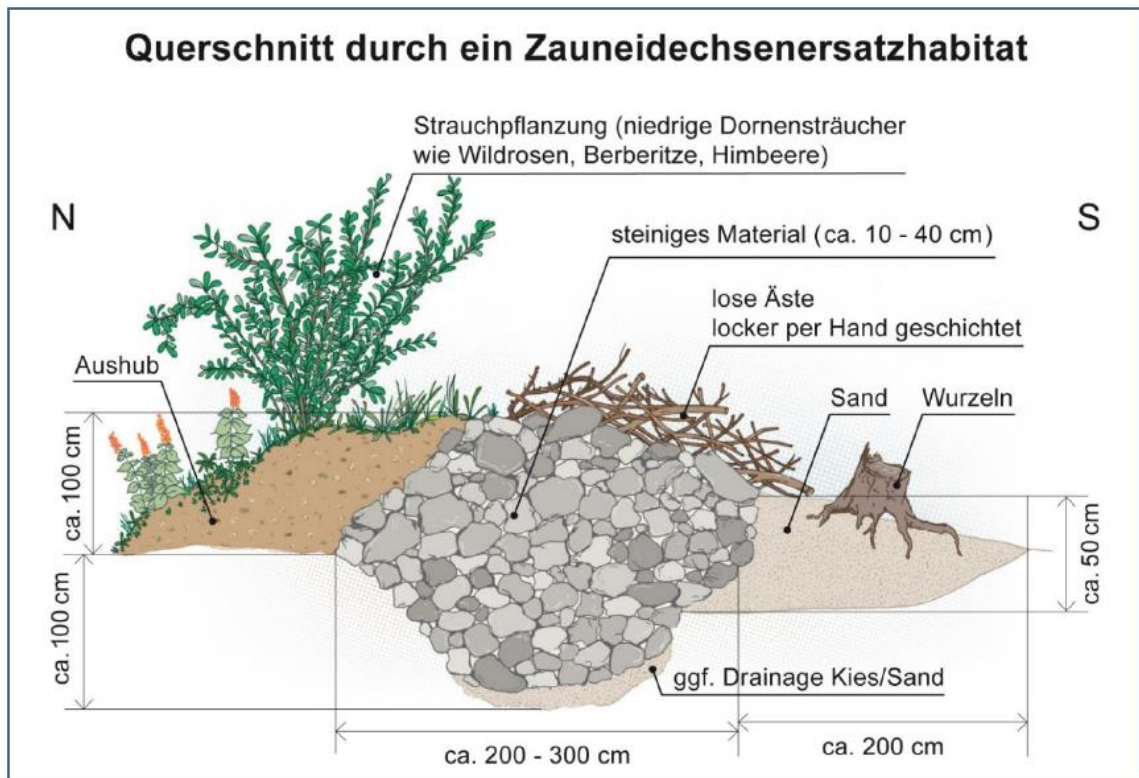 Querschnitt durch ein Zauneidechsenersatzhabitat
Strauchpflanzung (niedrige Dornensträucher
wie Wildrosen, Berberitze, Himbeere)
N
S
steiniges Material (ca. 10 - 40 cm)
lose Äste
locker per Hand geschichtet
Aushub
Sand
Wurzeln
ca. 100 cm
ca. 50 cm
ca. 100 cm
ggf. Drainage Kies/Sand
ca. 200 - 300 cm
ca. 200 cm